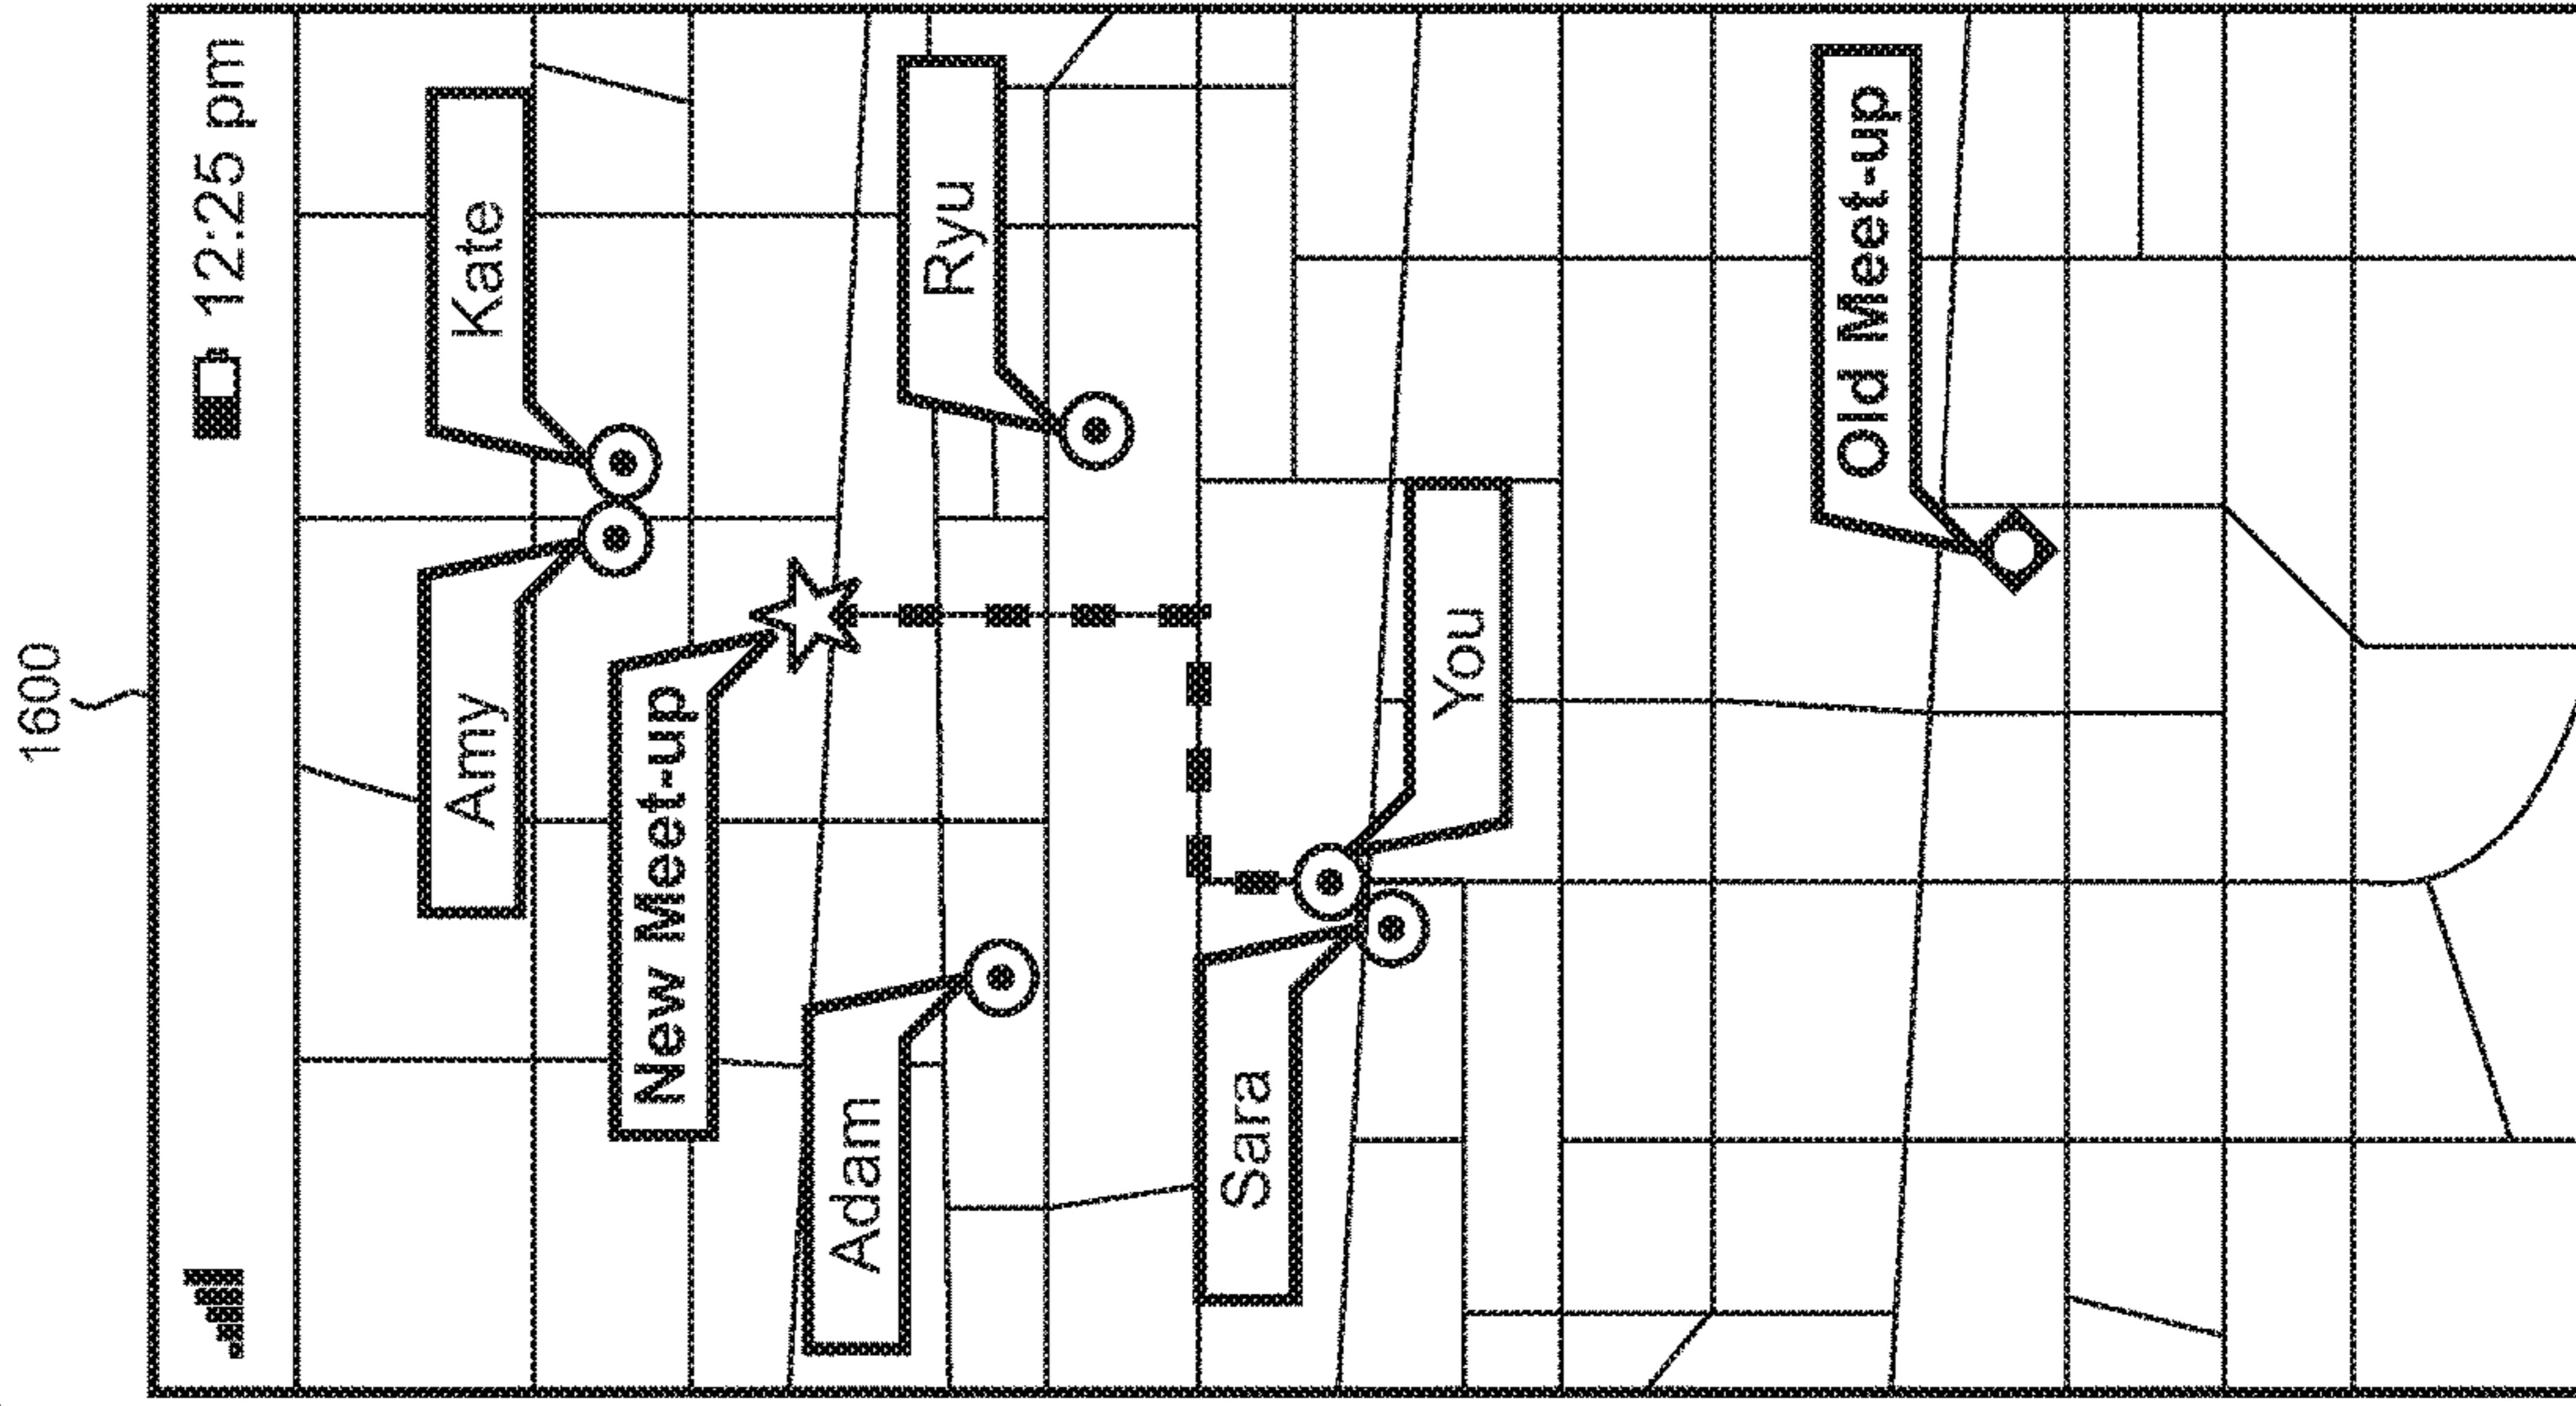 1600
12:25 pm
Kate
Amy
New Meet-up
Ryu
Adam
Sara
You
Old Meet-up